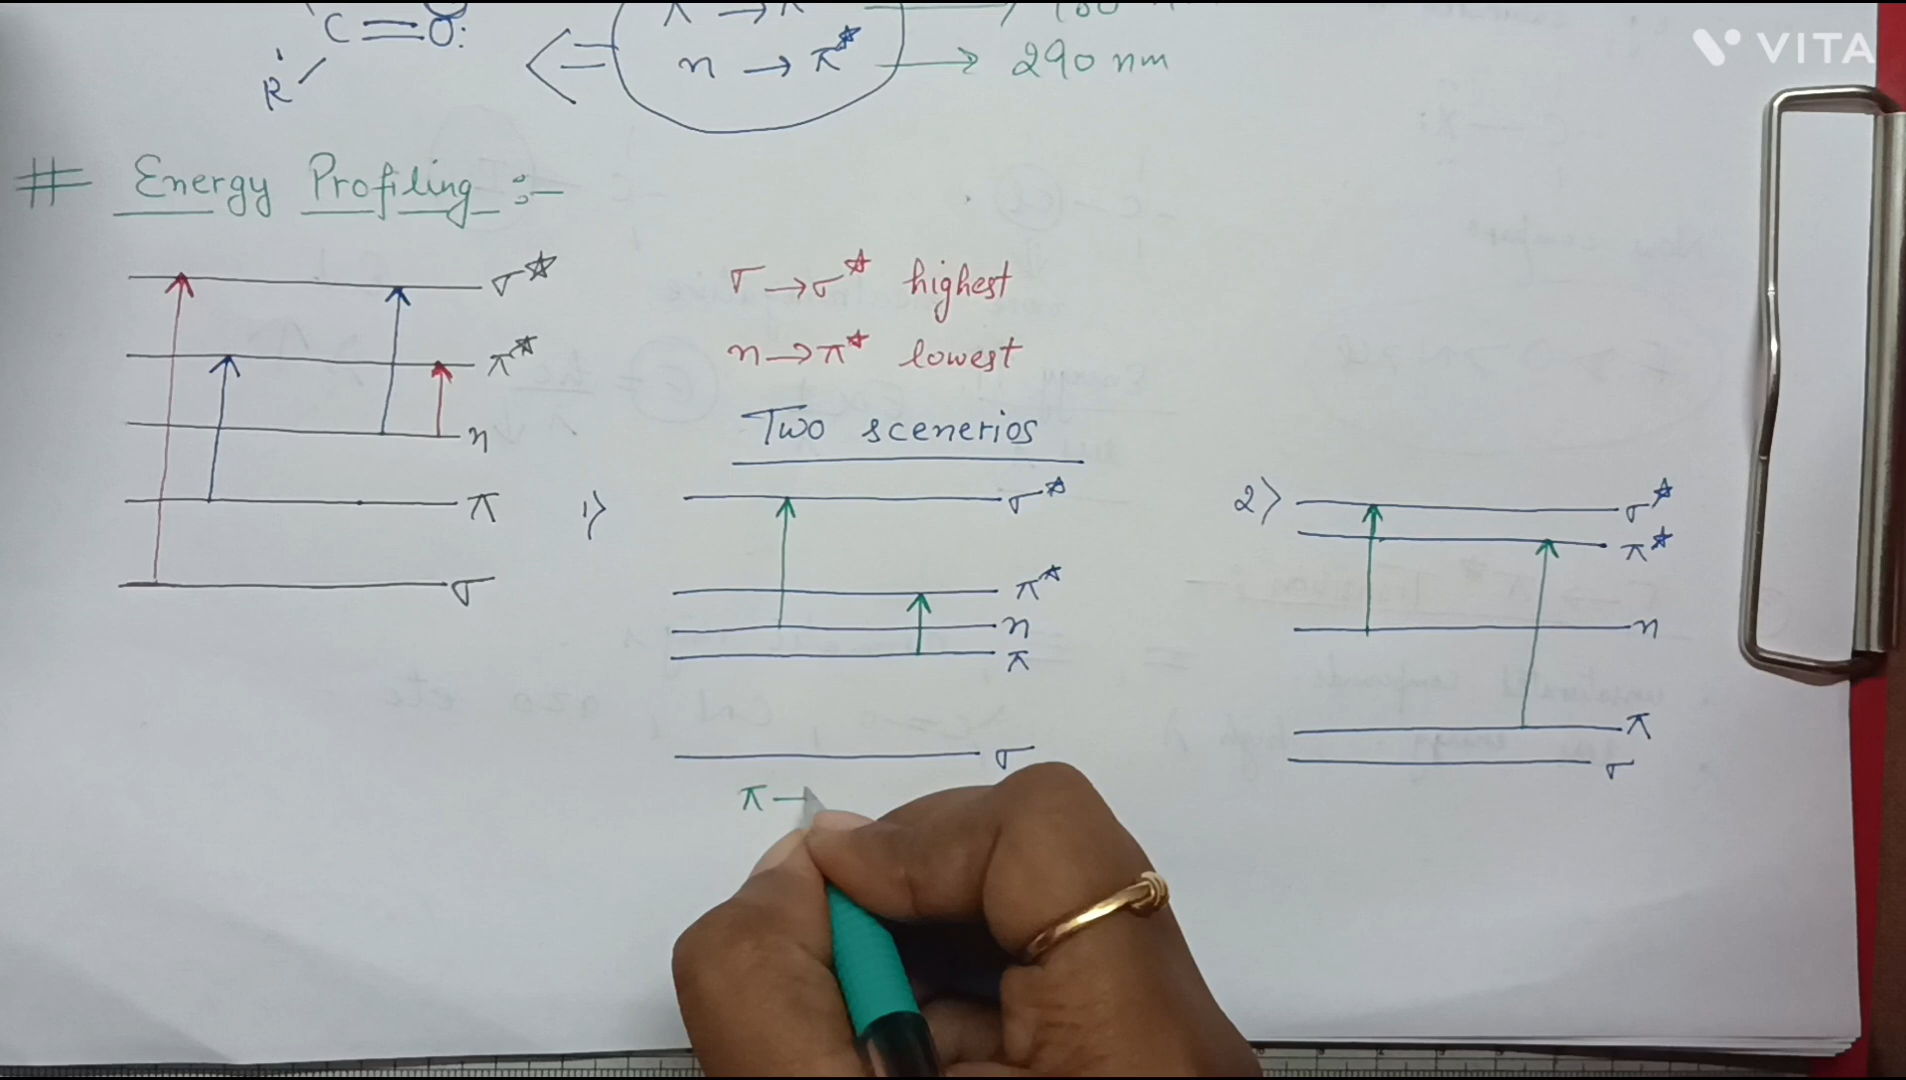 C=O:
R'
n → π*
→ 290 nm
VITA
# Energy Profiling :-
σ*
π*
n
π
σ
σ → σ* highest
n → π* lowest
Two scenerios
1)
σ*
π*
n
π
σ
2)
σ*
π*
n
π
σ
π —